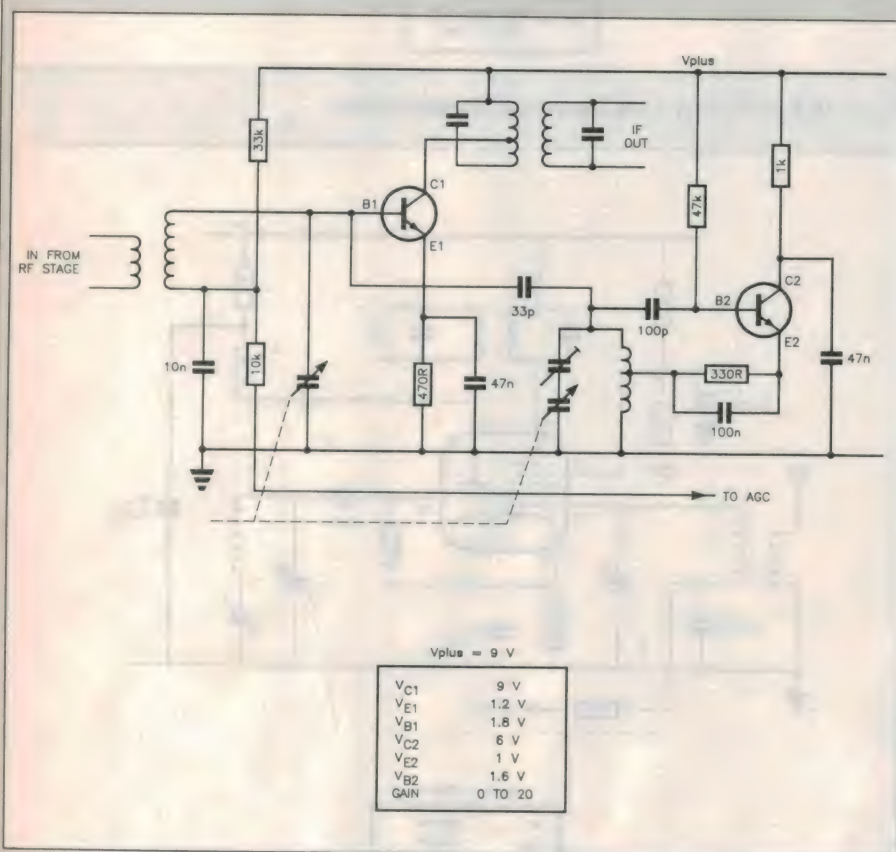 Vplus
33k
IF
OUT
1k
C1
B1
47k
E1
IN FROM
RF STAGE
C2
33p
B2
100p
E2
10n
10k
470R
47n
330R
47n
100n
TO AGC
Vplus = 9 V
VC1 9 V
VE1 1.2 V
VB1 1.8 V
VC2 6 V
VE2 1 V
VB2 1.6 V
GAIN 0 TO 20